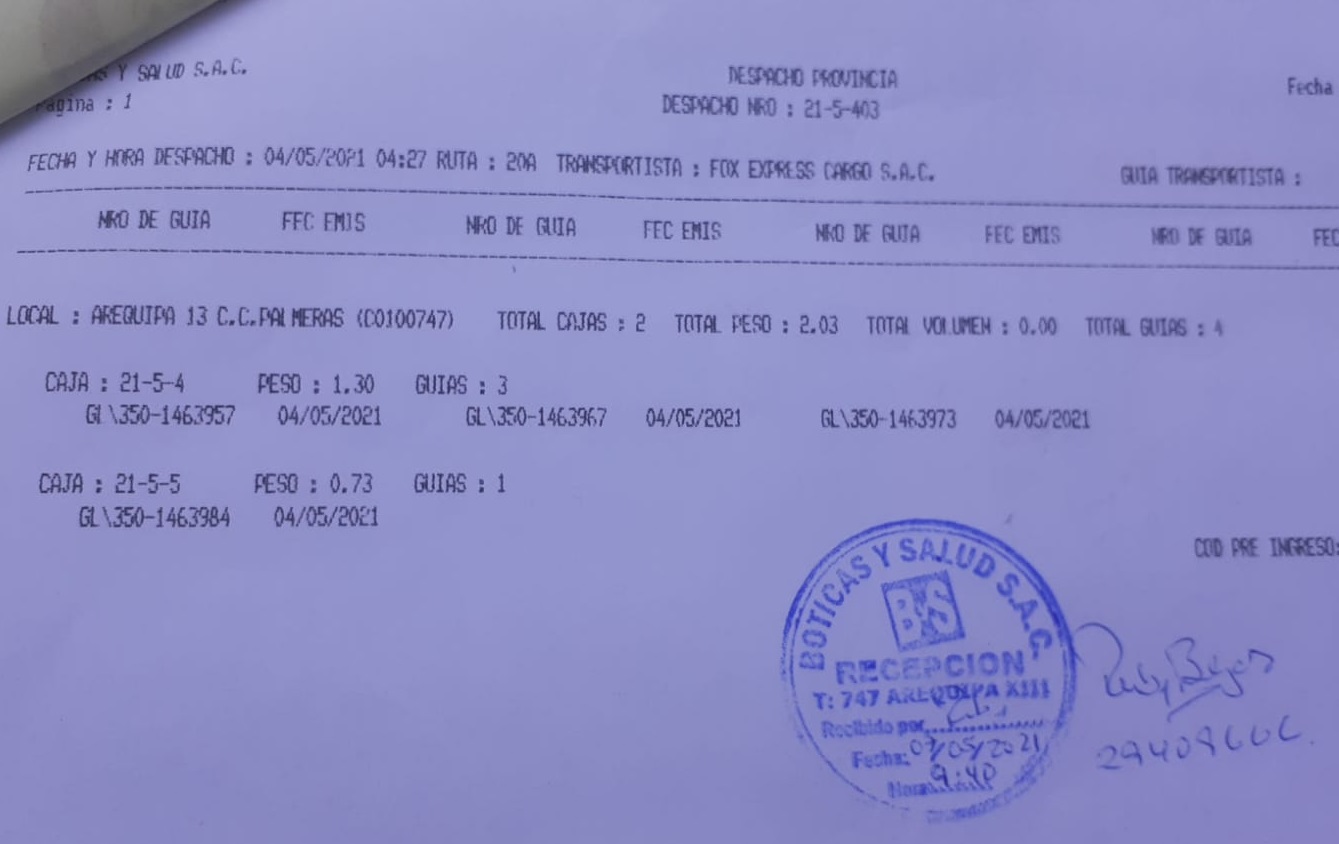 Y SALUD S.A.C.
DESPACHO PROVINCIA
Fecha
Pagina : 1
DESPACHO NRO : 21-5-403
FECHA Y HORA DESPACHO : 04/05/2021 04:27 RUTA : 20A TRANSPORTISTA : FOX EXPRESS CARGO S.A.C.
GUIA TRANSPORTISTA :
NRO DE GUIA FEC EMIS NRO DE GUIA FEC EMIS NRO DE GUIA FEC EMIS NRO DE GUIA FEC
LOCAL : AREQUIPA 13 C.C.PALMERAS (C0100747) TOTAL CAJAS : 2 TOTAL PESO : 2.03 TOTAL VOLUMEN : 0.00 TOTAL GUIAS : 4
CAJA : 21-5-4 PESO : 1.30 GUIAS : 3
GL\350-1463957 04/05/2021 GL\350-1463967 04/05/2021 GL\350-1463973 04/05/2021
CAJA : 21-5-5 PESO : 0.73 GUIAS : 1
GL\350-1463984 04/05/2021
COD PRE INGRESO:
BOTICAS Y SALUD S.A.C.
B\S
RECEPCION
T: 747 AREQUIPA XIII
Recibido por
Fecha: 07/05/2021
Hora: 9:40